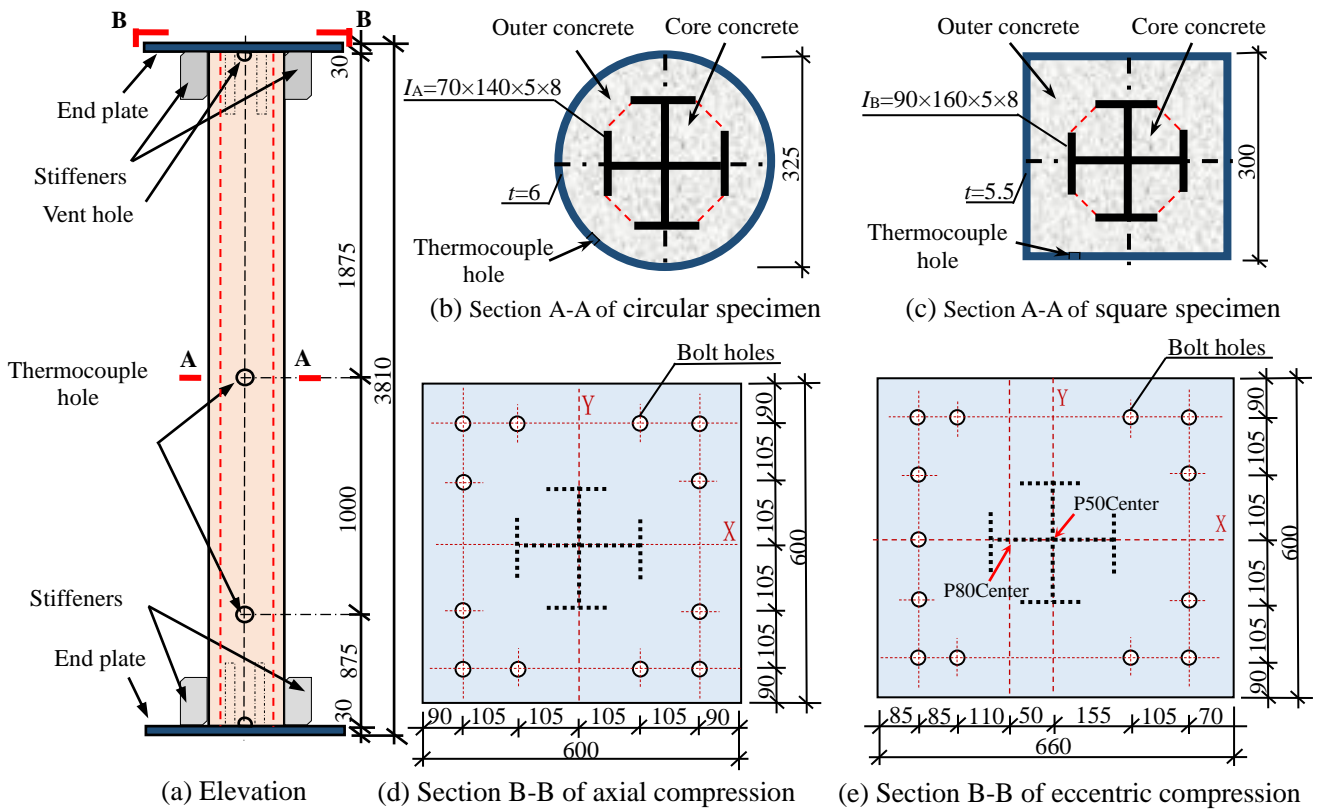 B
A
B
30
End plate
Stiffeners
Vent hole
1875
A
A
Thermocouple
hole
3810
1000
Stiffeners
End plate
875
30
(a) Elevation
Outer concrete
Core concrete
I_A=70×140×5×8
t=6
325
Thermocouple
hole
(b) Section A-A of circular specimen
Outer concrete
Core concrete
I_B=90×160×5×8
t=5.5
300
Thermocouple
hole
(c) Section A-A of square specimen
Bolt holes
Y
X
90
105
105
105
105
90
600
90 105 105 105 105 90
600
(d) Section B-B of axial compression
Bolt holes
Y
P50Center
X
P80Center
90
105
105
105
105
90
600
85 85 110 50 155 105 70
660
(e) Section B-B of eccentric compression